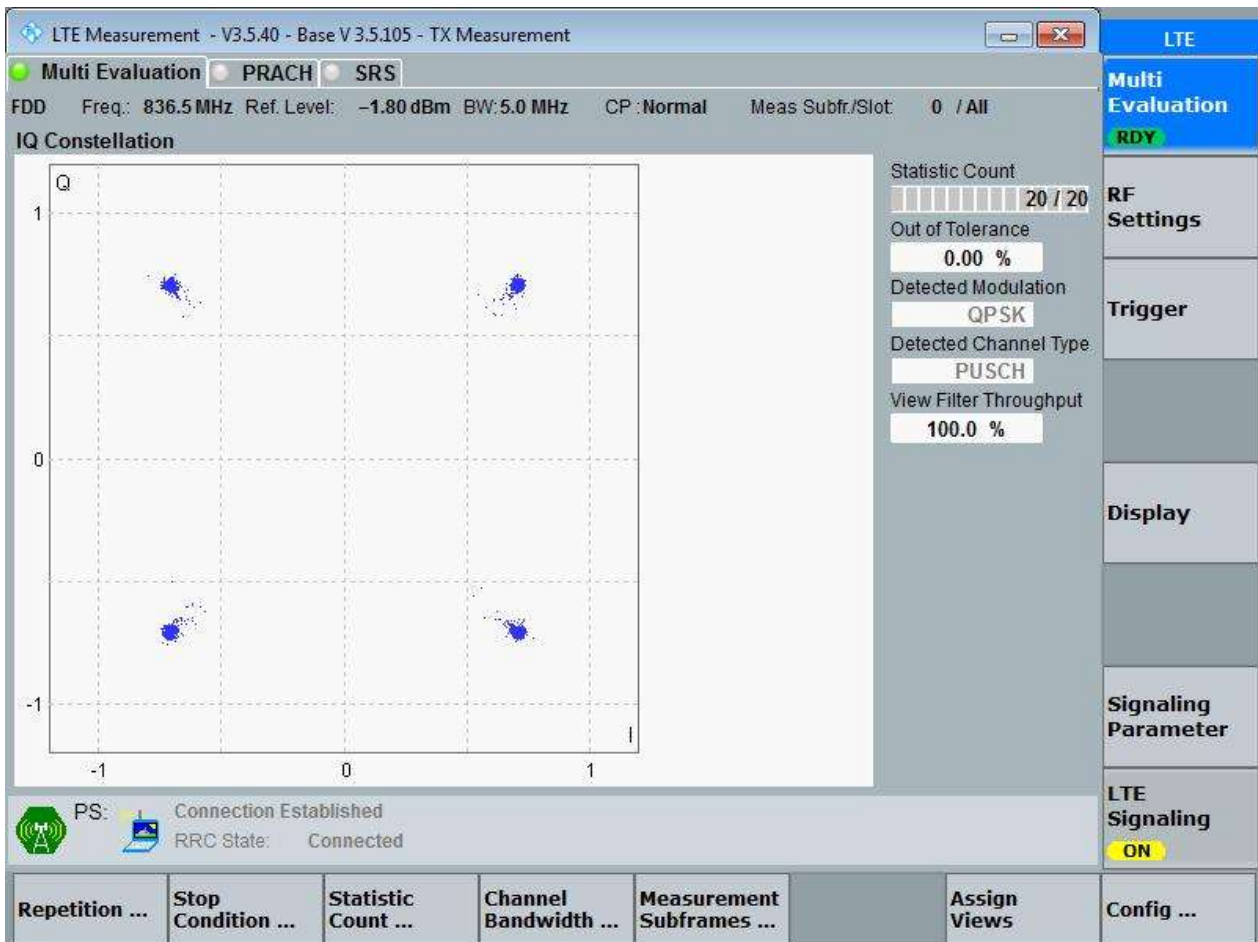 LTE Measurement - V3.5.40 - Base V 3.5.105 - TX Measurement
LTE
Multi Evaluation PRACH SRS
Multi
Evaluation
RDY
FDD Freq.: 836.5 MHz Ref. Level: −1.80 dBm BW: 5.0 MHz CP : Normal Meas Subfr./Slot: 0 / All
IQ Constellation
Q
1
0
-1
I
-1 0 1
Statistic Count
20 / 20
Out of Tolerance
0.00 %
Detected Modulation
QPSK
Detected Channel Type
PUSCH
View Filter Throughput
100.0 %
RF
Settings
Trigger
Display
Signaling
Parameter
LTE
Signaling
ON
PS: Connection Established
RRC State: Connected
Repetition ...
Stop
Condition ...
Statistic
Count ...
Channel
Bandwidth ...
Measurement
Subframes ...
Assign
Views
Config ...